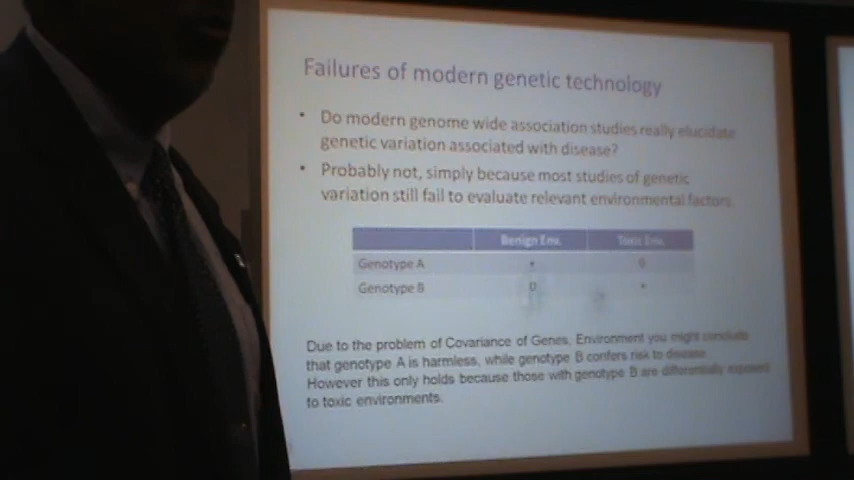 Failures of modern genetic technology
• Do modern genome wide association studies really elucidate
genetic variation associated with disease?
• Probably not, simply because most studies of genetic
variation still fail to evaluate relevant environmental factors.
Benign Env. Toxic Env.
Genotype A + 0
Genotype B 0 +
Due to the problem of Covariance of Genes, Environment you might conclude
that genotype A is harmless, while genotype B confers risk to disease.
However this only holds because those with genotype B are differentially exposed
to toxic environments.